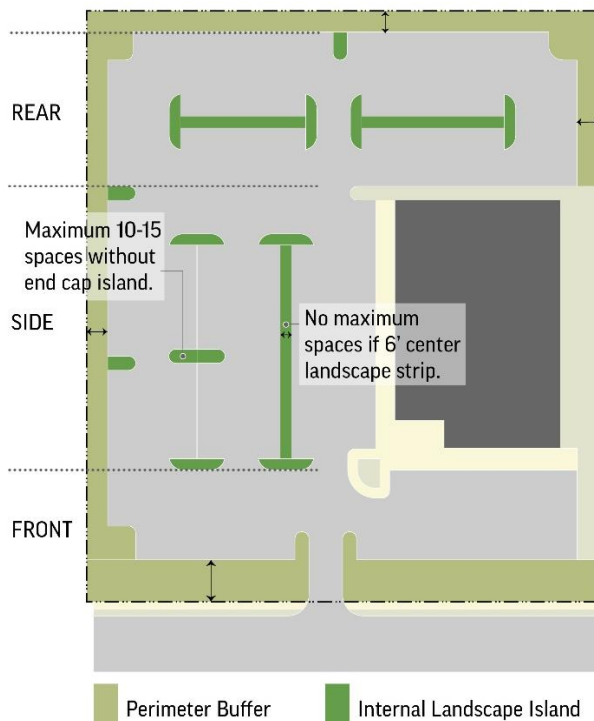 REAR
Maximum 10-15
spaces without
end cap island.
SIDE
No maximum
spaces if 6’ center
landscape strip.
FRONT
Perimeter Buffer
Internal Landscape Island